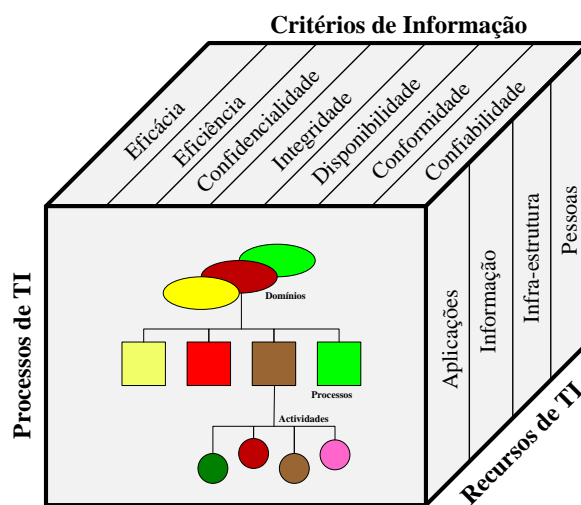 Critérios de Informação
Eficácia
Eficiência
Confidencialidade
Integridade
Disponibilidade
Conformidade
Confiabilidade
Processos de TI
Domínios
Processos
Actividades
Aplicações
Informação
Infra-estrutura
Pessoas
Recursos de TI